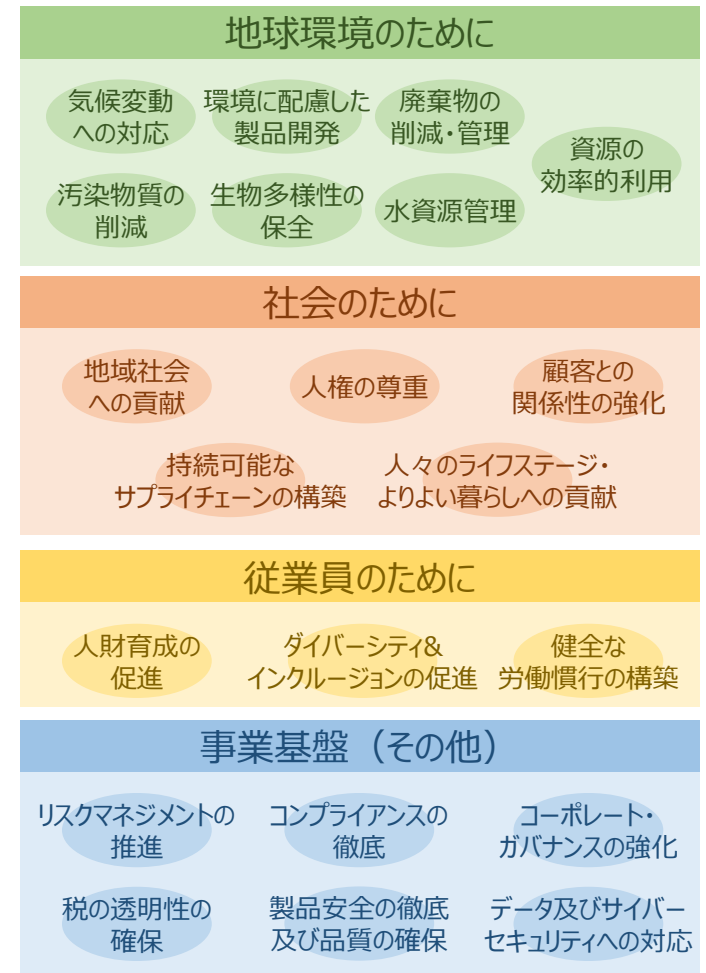 地球環境のために
気候変動
への対応
環境に配慮した
製品開発
廃棄物の
削減・管理
資源の
効率的利用
汚染物質の
削減
生物多様性の
保全
水資源管理
社会のために
地域社会
への貢献
人権の尊重
顧客との
関係性の強化
持続可能な
サプライチェーンの構築
人々のライフステージ・
よりよい暮らしへの貢献
従業員のために
人財育成の
促進
ダイバーシティ&
インクルージョンの促進
健全な
労働慣行の構築
事業基盤（その他）
リスクマネジメントの
推進
コンプライアンスの
徹底
コーポレート・
ガバナンスの強化
税の透明性の
確保
製品安全の徹底
及び品質の確保
データ及びサイバー
セキュリティへの対応